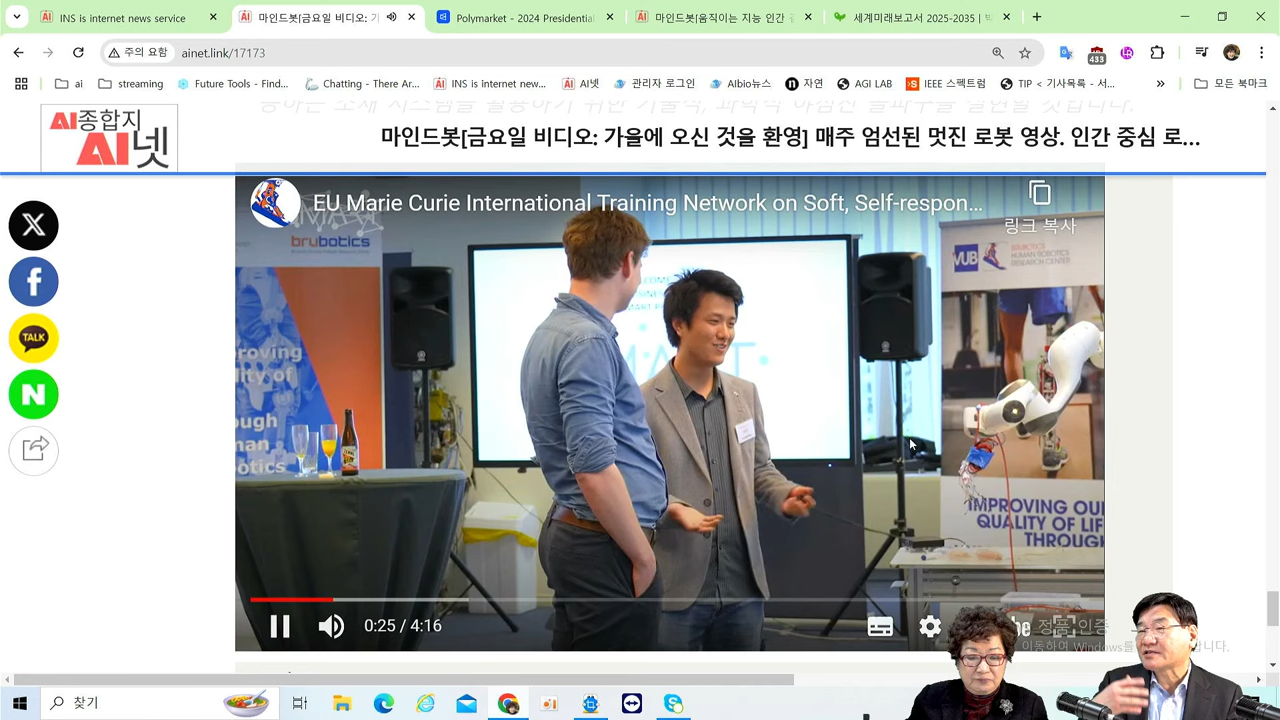 INS is internet news service
마인드봇[금요일 비디오: 가
Polymarket - 2024 Presidential
마인드봇[움직이는 지능 인간
세계미래보고서 2025-2035 |
주의 요함
ainet.link/17173
433
ai
streaming
Future Tools - Find...
Chatting - There Ar...
INS is internet new...
AI넷
관리자 로그인
AIbio뉴스
자연
AGI LAB
IEEE 스펙트럼
TIP < 기사목록 - 서...
모든 북마크
AI종합지
AI넷
마인드봇[금요일 비디오: 가을에 오신 것을 환영] 매주 엄선된 멋진 로봇 영상. 인간 중심 로...
EU Marie Curie International Training Network on Soft, Self-respon...
링크 복사
brubotics
VUB
BRUBOTICS
HUMAN ROBOTICS
RESEARCH CENTER
TALK
N
IMPROVING OUR
QUALITY OF LIFE
THROUGH
0:25 / 4:16
정품 인증
찾기